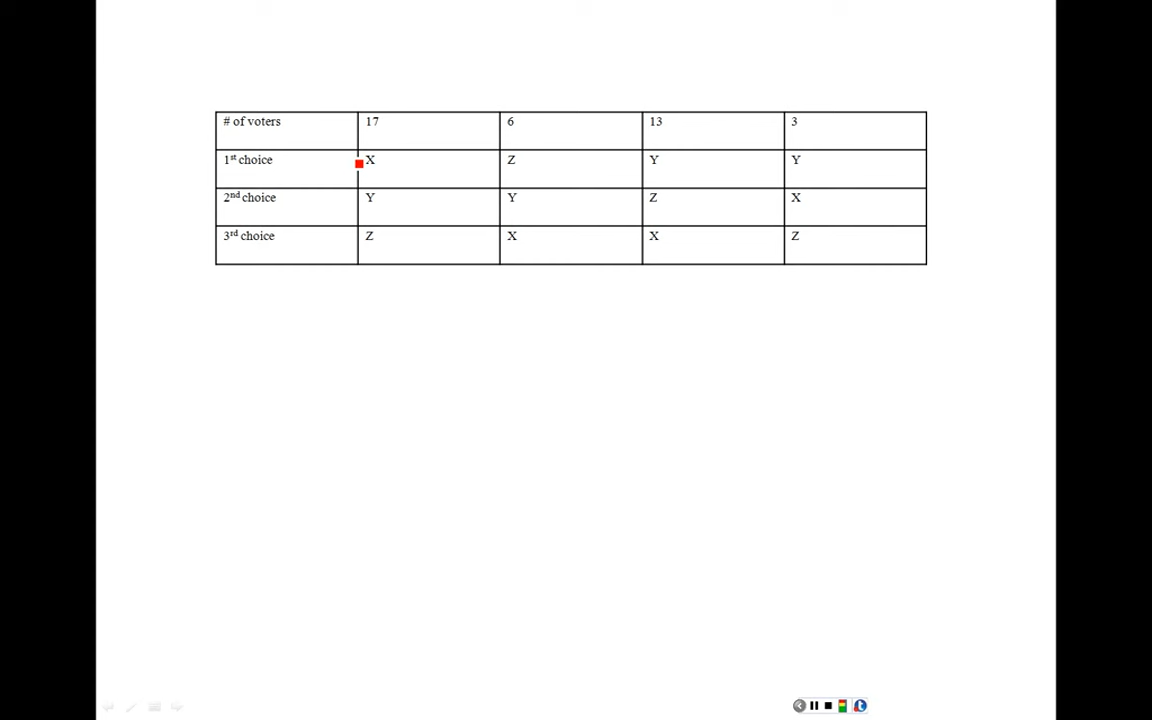 # of voters 17 6 13 3
1st choice X Z Y Y
2nd choice Y Y Z X
3rd choice Z X X Z